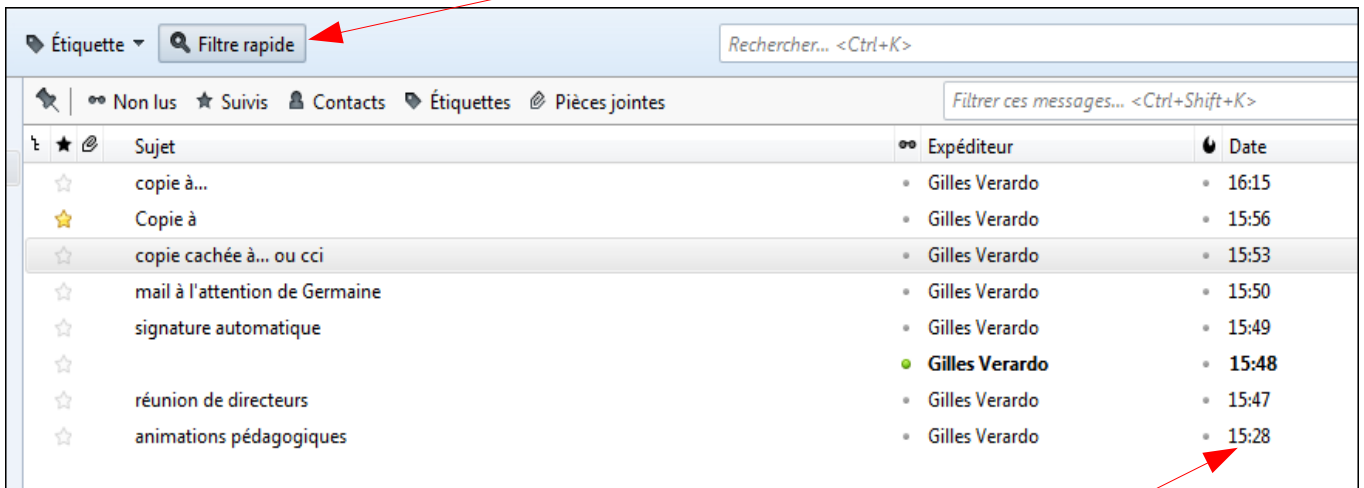 Étiquette Filtre rapide Rechercher... <Ctrl+K>
Non lus Suivis Contacts Étiquettes Pièces jointes Filtrer ces messages... <Ctrl+Shift+K>
Sujet Expéditeur Date
copie à... Gilles Verardo 16:15
Copie à Gilles Verardo 15:56
copie cachée à... ou cci Gilles Verardo 15:53
mail à l'attention de Germaine Gilles Verardo 15:50
signature automatique Gilles Verardo 15:49
Gilles Verardo 15:48
réunion de directeurs Gilles Verardo 15:47
animations pédagogiques Gilles Verardo 15:28